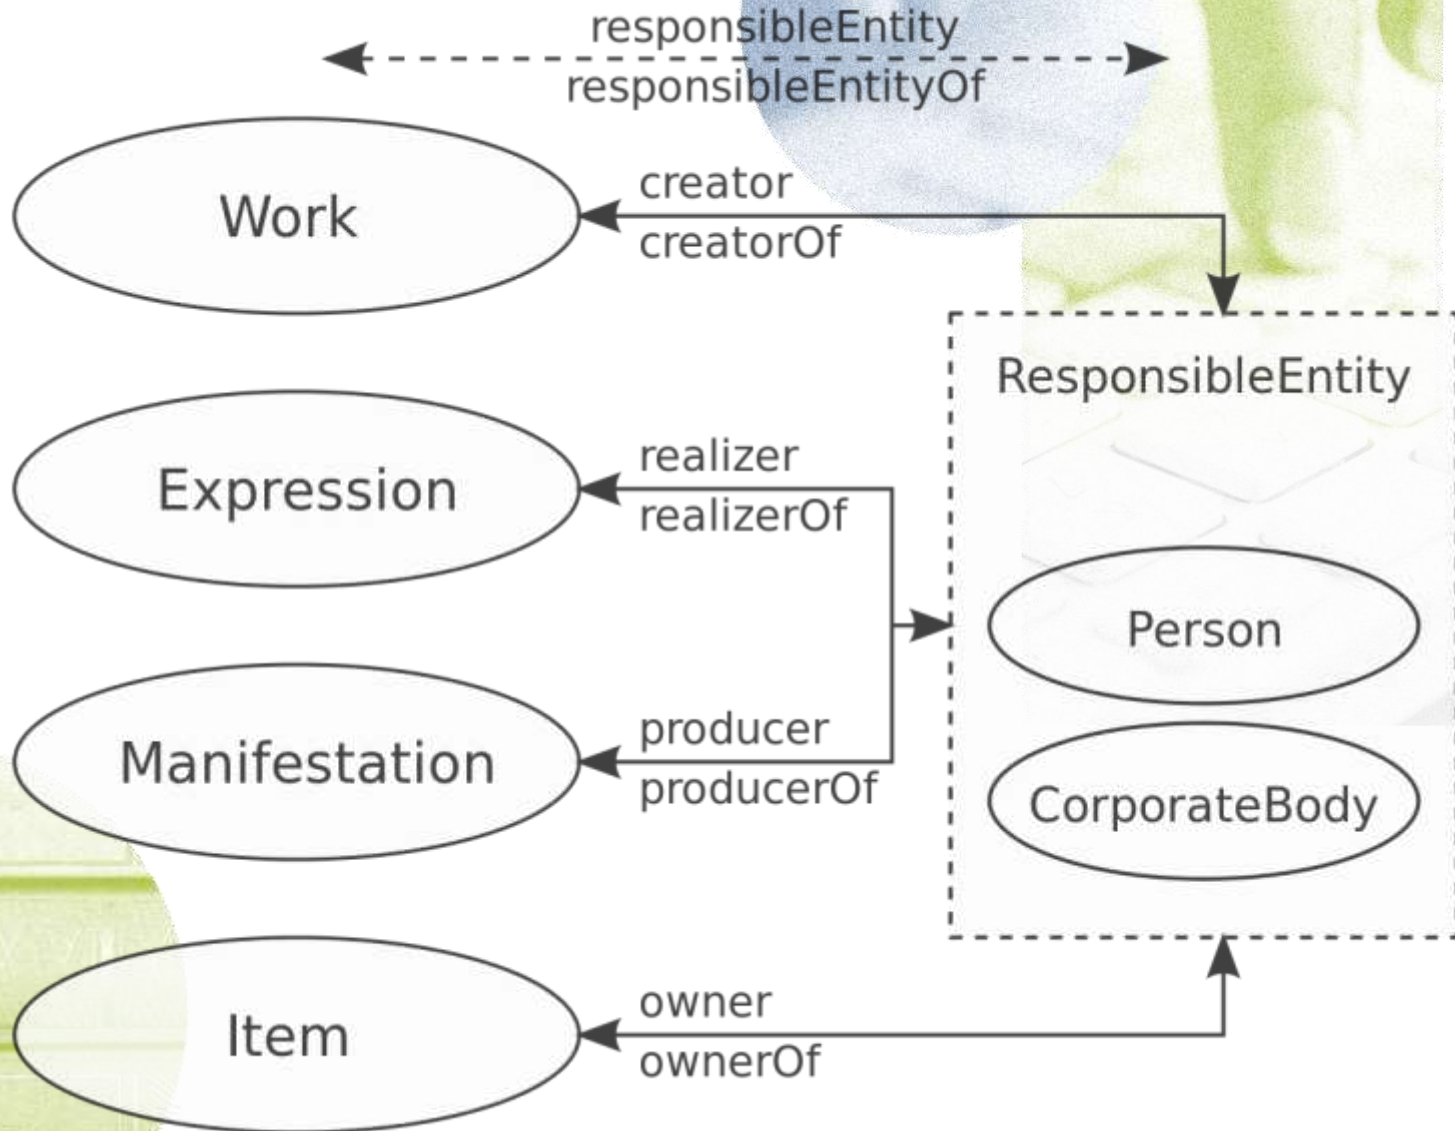 responsibleEntity
responsibleEntityOf
Work
creator
creatorOf
ResponsibleEntity
Expression
realizer
realizerOf
Person
Manifestation
producer
producerOf
CorporateBody
Item
owner
ownerOf